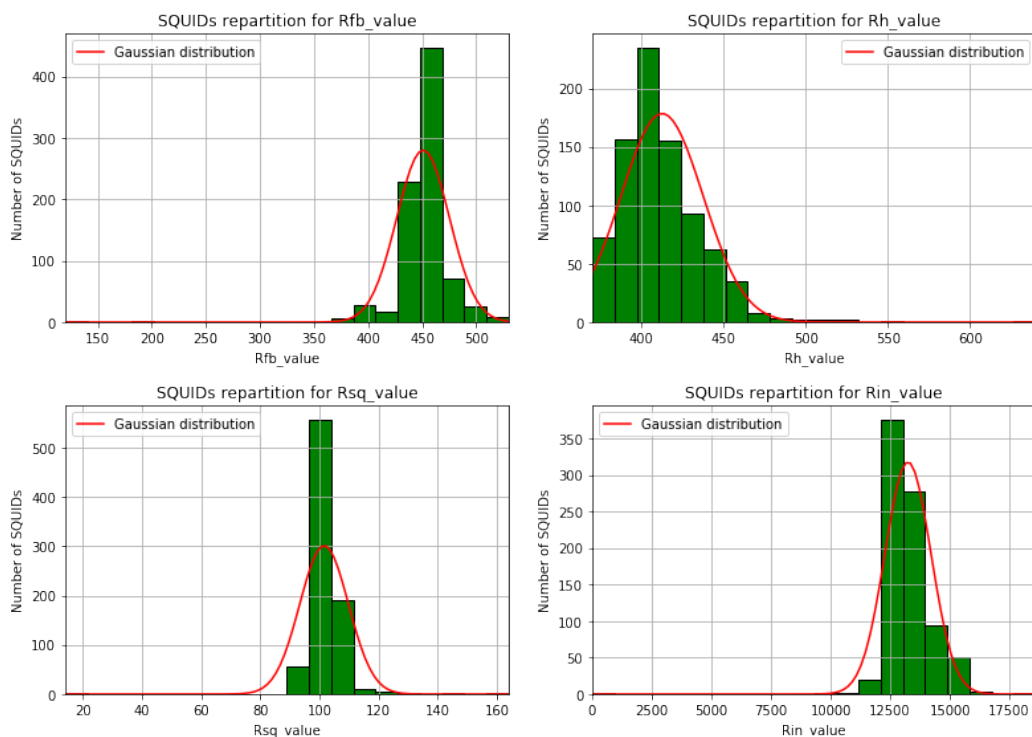 SQUIDs repartition for Rfb_value
Gaussian distribution
Number of SQUIDs
400
300
200
100
0
150 200 250 300 350 400 450 500
Rfb_value
SQUIDs repartition for Rh_value
Gaussian distribution
Number of SQUIDs
200
150
100
50
0
400 450 500 550 600
Rh_value
SQUIDs repartition for Rsq_value
Gaussian distribution
Number of SQUIDs
500
400
300
200
100
0
20 40 60 80 100 120 140 160
Rsq_value
SQUIDs repartition for Rin_value
Gaussian distribution
Number of SQUIDs
350
300
250
200
150
100
50
0
0 2500 5000 7500 10000 12500 15000 17500
Rin_value